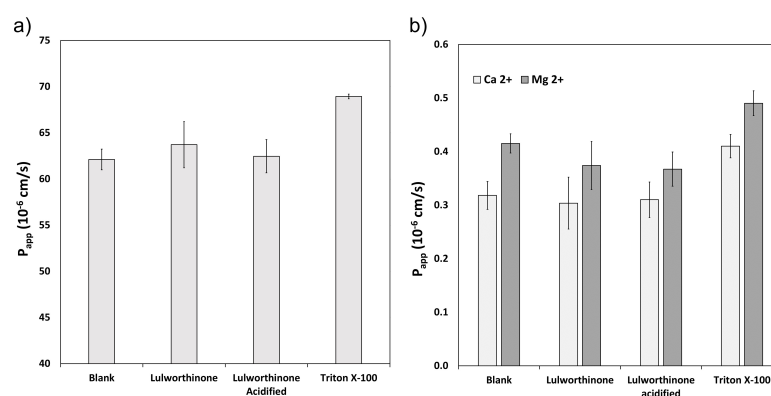 a)
75
70
65
60
55
50
45
40
P_app (10^-6 cm/s)
Blank
Lulworthinone
Lulworthinone
Acidified
Triton X-100
b)
0.6
0.5
0.4
0.3
0.2
0.1
0.0
P_app (10^-6 cm/s)
Ca 2+ Mg 2+
Blank
Lulworthinone
Lulworthinone
acidified
Triton X-100